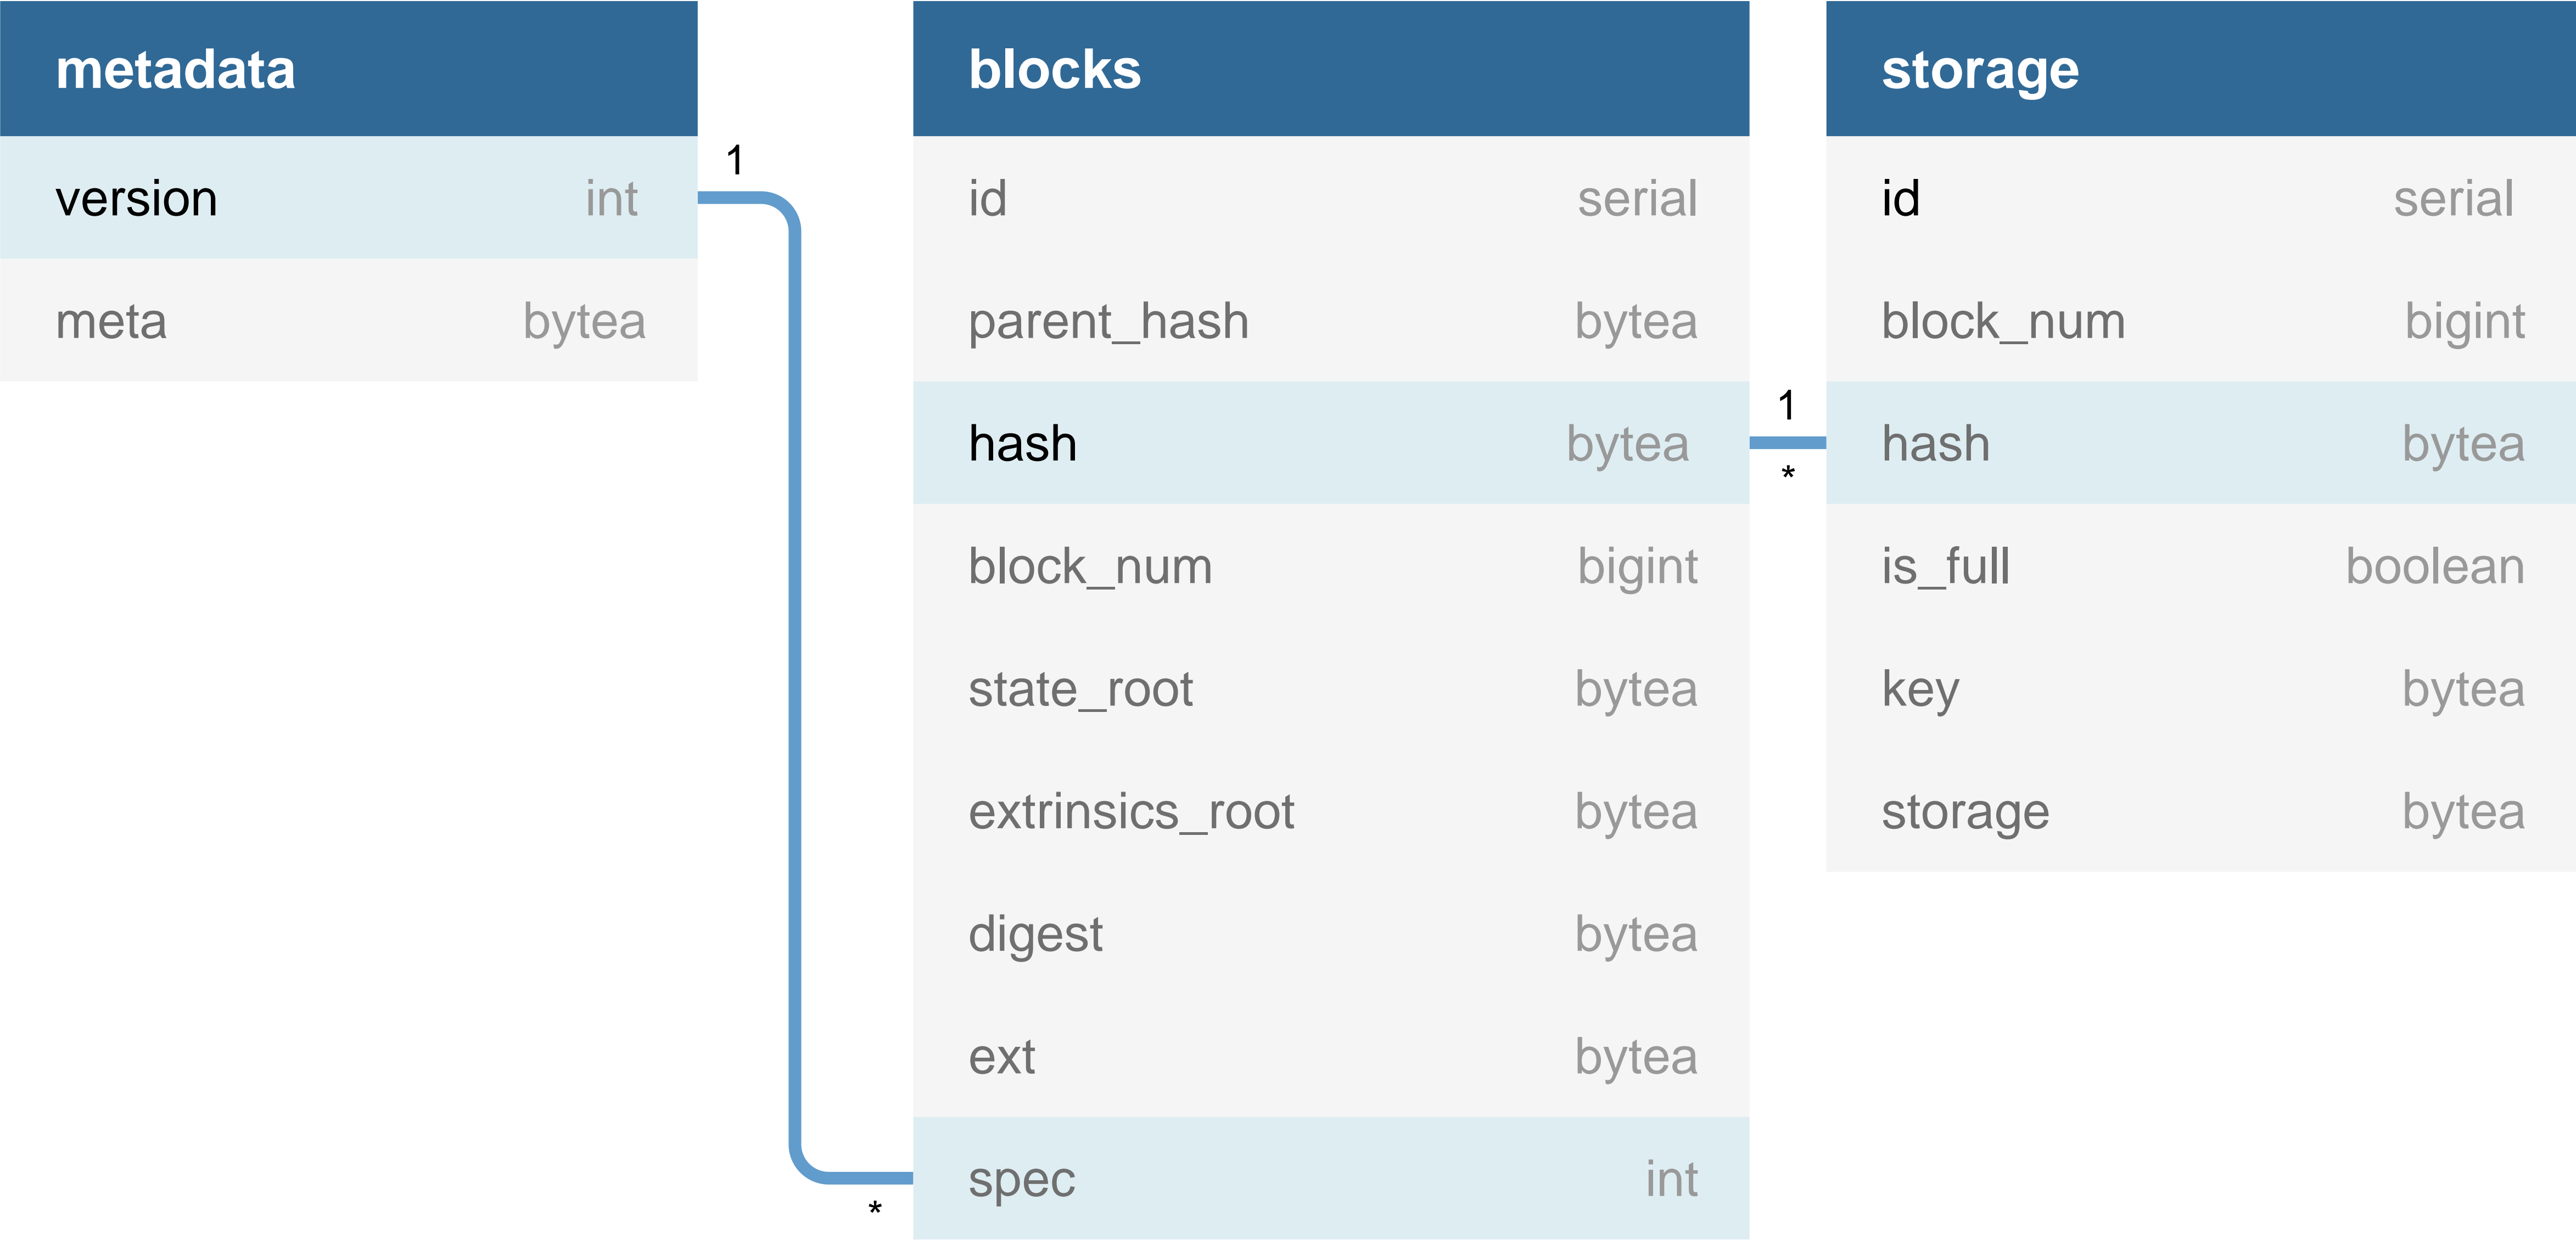 metadata
version int
meta bytea
1
*
blocks
id serial
parent_hash bytea
hash bytea
block_num bigint
state_root bytea
extrinsics_root bytea
digest bytea
ext bytea
spec int
1
*
storage
id serial
block_num bigint
hash bytea
is_full boolean
key bytea
storage bytea